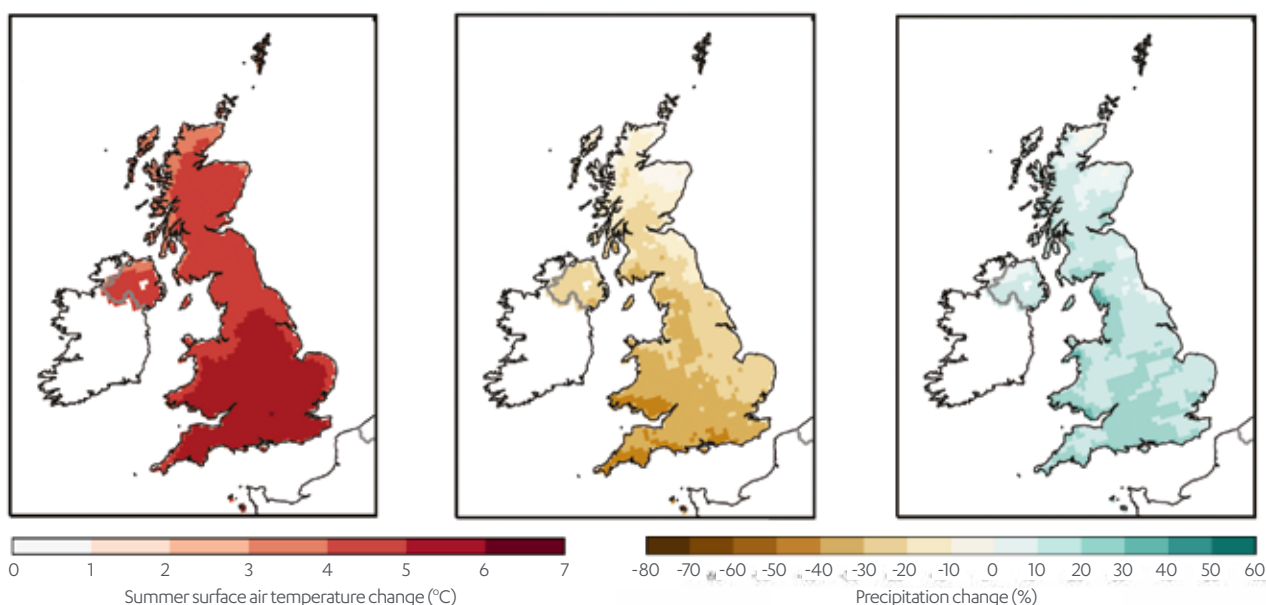 0 1 2 3 4 5 6 7
Summer surface air temperature change (°C)
-80 -70 -60 -50 -40 -30 -20 -10 0 10 20 30 40 50 60
Precipitation change (%)